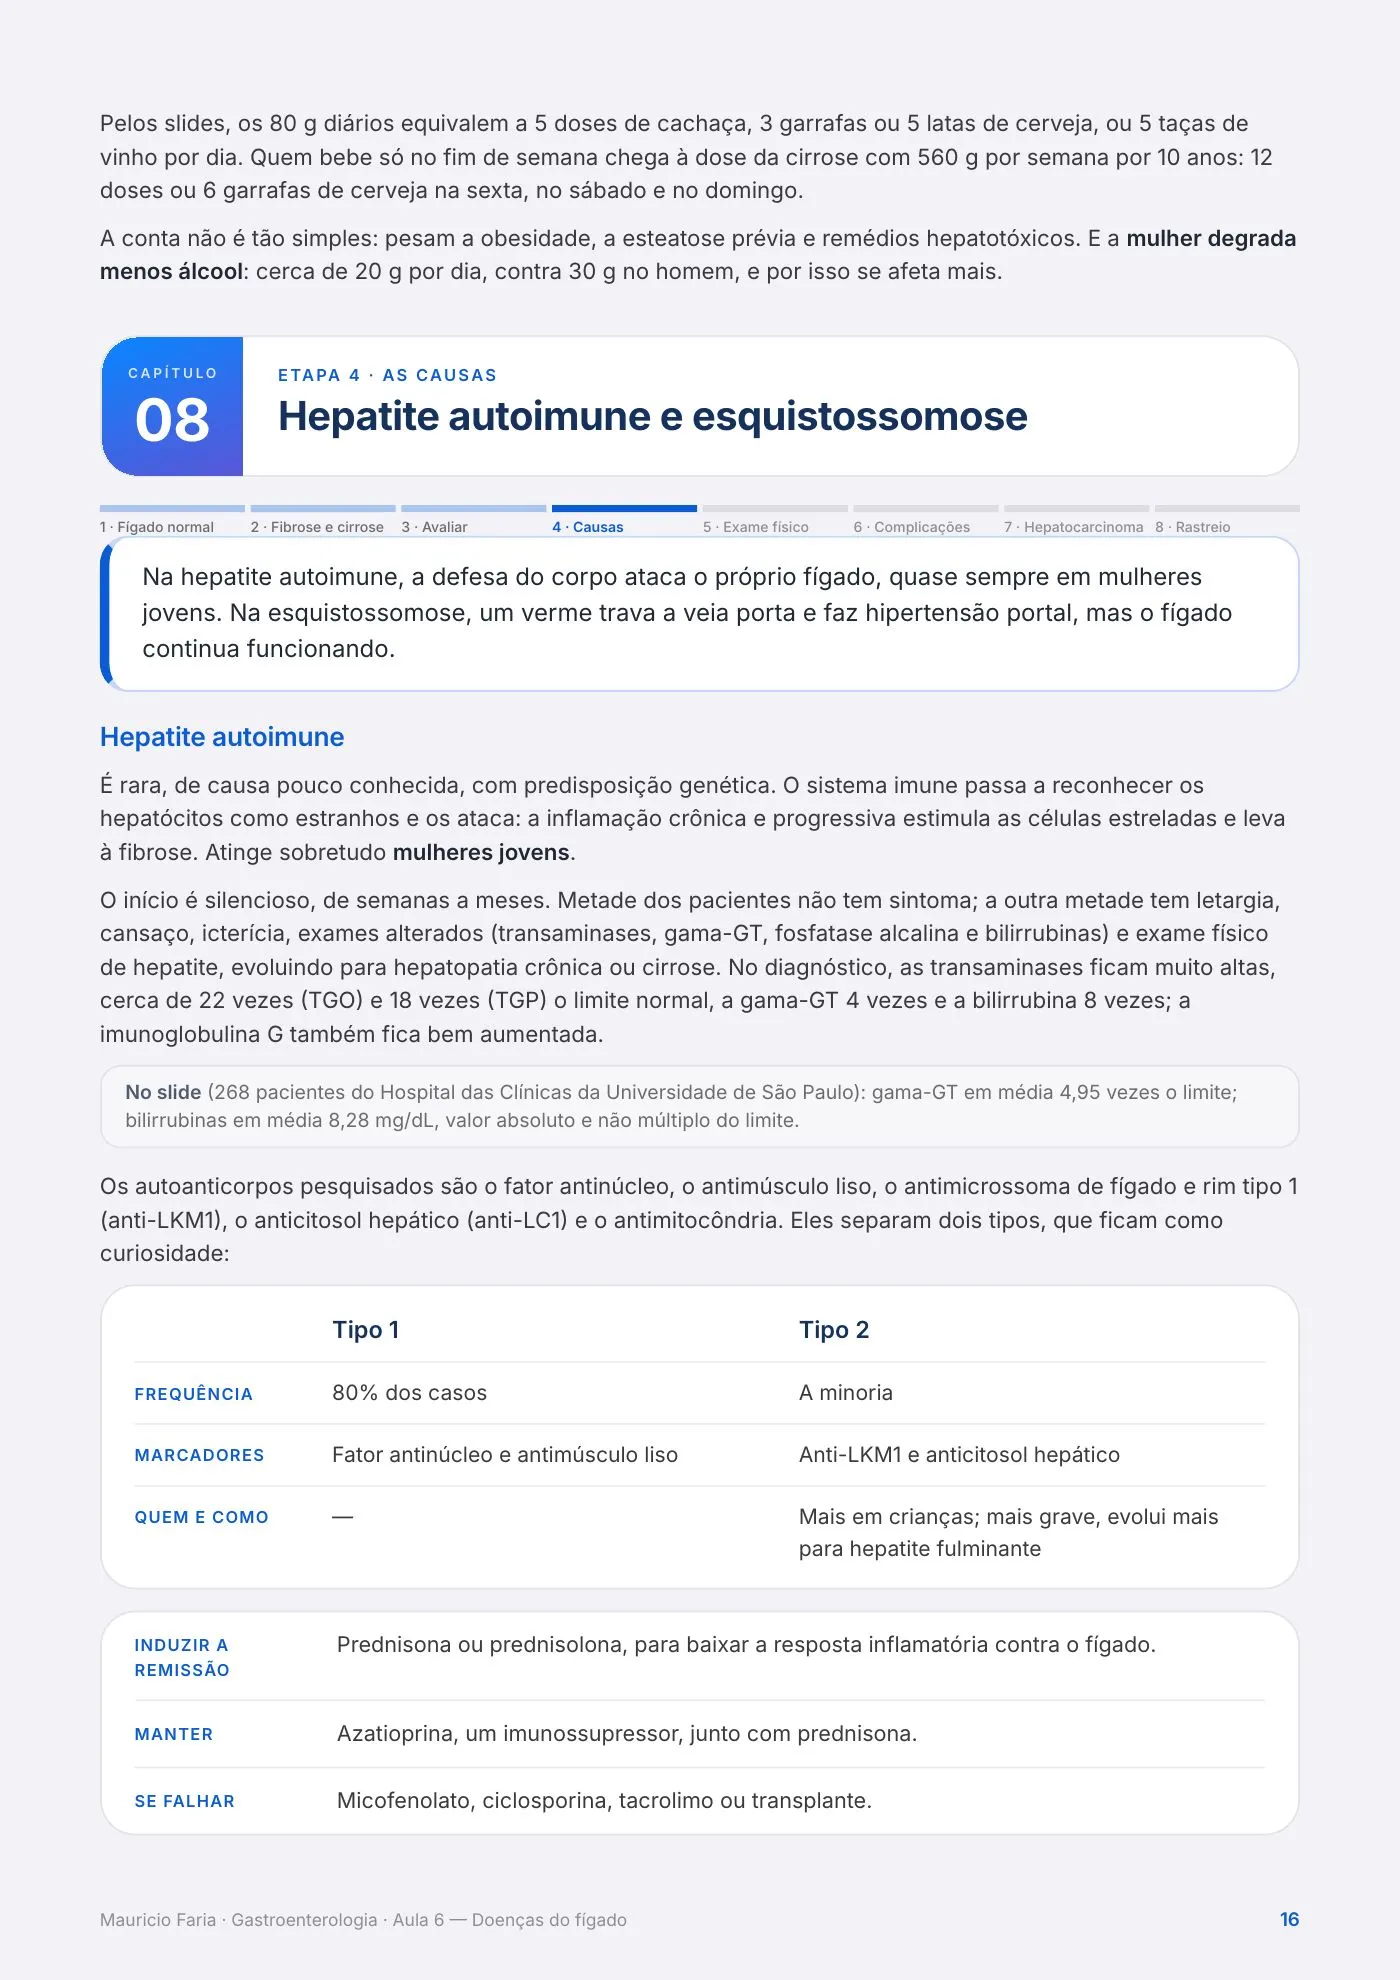 Pelos slides, os 80 g diários equivalem a 5 doses de cachaça, 3 garrafas ou 5 latas de cerveja, ou 5 taças de
vinho por dia. Quem bebe só no fim de semana chega à dose da cirrose com 560 g por semana por 10 anos: 12
doses ou 6 garrafas de cerveja na sexta, no sábado e no domingo.
A conta não é tão simples: pesam a obesidade, a esteatose prévia e remédios hepatotóxicos. E a mulher degrada
menos álcool: cerca de 20 g por dia, contra 30 g no homem, e por isso se afeta mais.
CAPÍTULO
08
ETAPA 4 · AS CAUSAS
Hepatite autoimune e esquistossomose
1 · Fígado normal 2 · Fibrose e cirrose 3 · Avaliar 4 · Causas 5 · Exame físico 6 · Complicações 7 · Hepatocarcinoma 8 · Rastreio
Na hepatite autoimune, a defesa do corpo ataca o próprio fígado, quase sempre em mulheres
jovens. Na esquistossomose, um verme trava a veia porta e faz hipertensão portal, mas o fígado
continua funcionando.
Hepatite autoimune
É rara, de causa pouco conhecida, com predisposição genética. O sistema imune passa a reconhecer os
hepatócitos como estranhos e os ataca: a inflamação crônica e progressiva estimula as células estreladas e leva
à fibrose. Atinge sobretudo mulheres jovens.
O início é silencioso, de semanas a meses. Metade dos pacientes não tem sintoma; a outra metade tem letargia,
cansaço, icterícia, exames alterados (transaminases, gama-GT, fosfatase alcalina e bilirrubinas) e exame físico
de hepatite, evoluindo para hepatopatia crônica ou cirrose. No diagnóstico, as transaminases ficam muito altas,
cerca de 22 vezes (TGO) e 18 vezes (TGP) o limite normal, a gama-GT 4 vezes e a bilirrubina 8 vezes; a
imunoglobulina G também fica bem aumentada.
No slide (268 pacientes do Hospital das Clínicas da Universidade de São Paulo): gama-GT em média 4,95 vezes o limite;
bilirrubinas em média 8,28 mg/dL, valor absoluto e não múltiplo do limite.
Os autoanticorpos pesquisados são o fator antinúcleo, o antimúsculo liso, o antimicrossoma de fígado e rim tipo 1
(anti-LKM1), o anticitosol hepático (anti-LC1) e o antimitocôndria. Eles separam dois tipos, que ficam como
curiosidade:
Tipo 1 Tipo 2
FREQUÊNCIA 80% dos casos A minoria
MARCADORES Fator antinúcleo e antimúsculo liso Anti-LKM1 e anticitosol hepático
QUEM E COMO — Mais em crianças; mais grave, evolui mais
para hepatite fulminante
INDUZIR A Prednisona ou prednisolona, para baixar a resposta inflamatória contra o fígado.
REMISSÃO
MANTER Azatioprina, um imunossupressor, junto com prednisona.
SE FALHAR Micofenolato, ciclosporina, tacrolimo ou transplante.
Mauricio Faria · Gastroenterologia · Aula 6 — Doenças do fígado 16